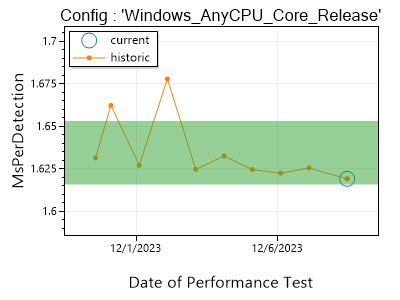 Config : 'Windows_AnyCPU_Core_Release'
current
historic
1.7
1.675
1.65
1.625
1.6
MsPerDetection
12/1/2023
12/6/2023
Date of Performance Test